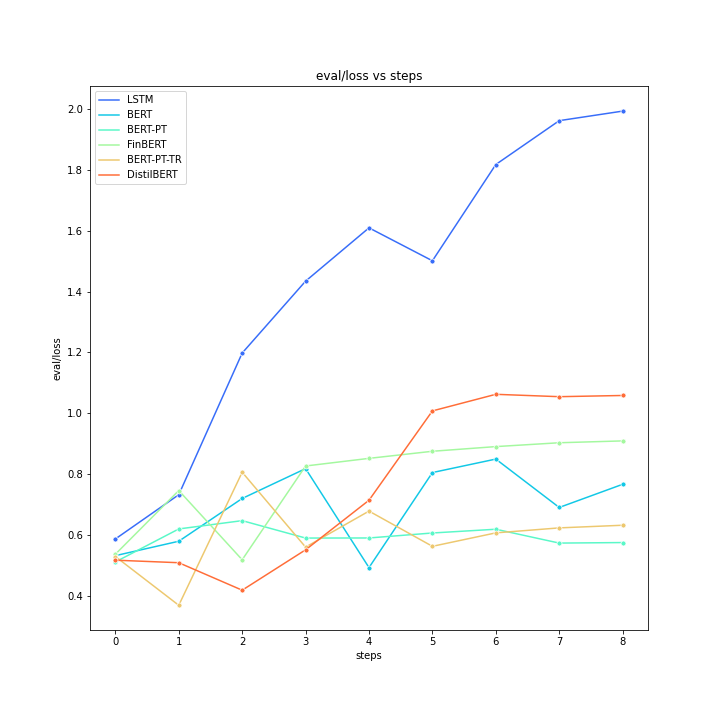 eval/loss vs steps
LSTM
BERT
BERT-PT
FinBERT
BERT-PT-TR
DistilBERT
2.0
1.8
1.6
1.4
1.2
1.0
0.8
0.6
0.4
eval/loss
0 1 2 3 4 5 6 7 8
steps